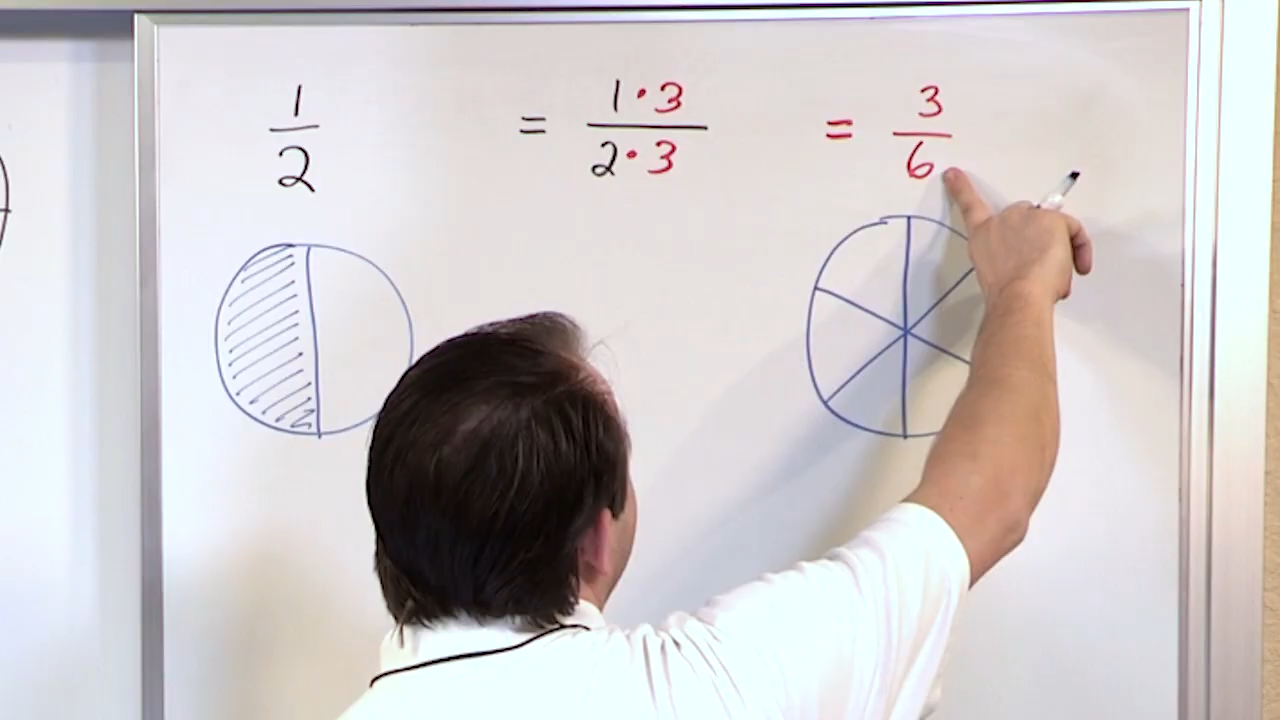 1/2 = 1·3/2·3 = 3/6